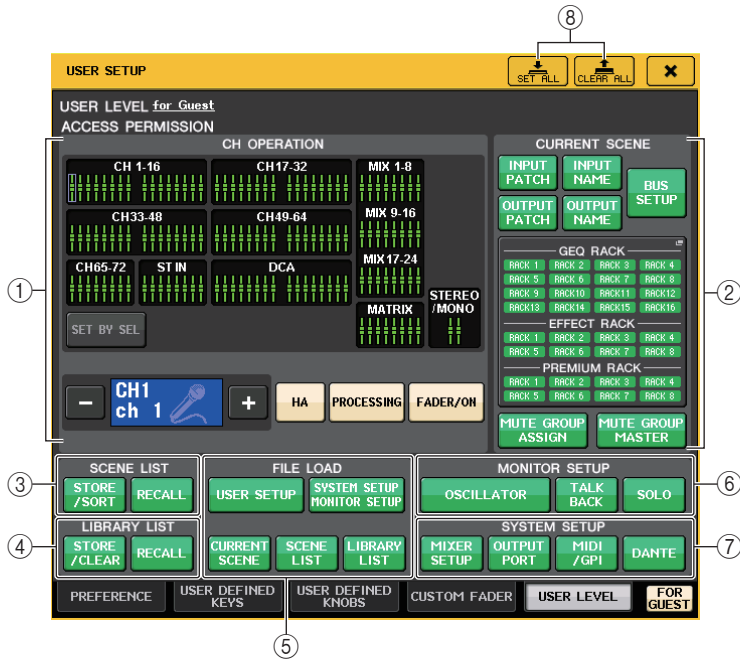 ⑧
USER SETUP
SET ALL
CLEAR ALL
USER LEVEL for Guest
ACCESS PERMISSION
①
CH OPERATION
CH 1-16
CH17-32
MIX 1-8
CH33-48
CH49-64
MIX 9-16
CH65-72
ST IN
DCA
MIX17-24
STEREO
/MONO
MATRIX
SET BY SEL
CH1
ch 1
HA
PROCESSING
FADER/ON
②
CURRENT SCENE
INPUT
PATCH
INPUT
NAME
BUS
SETUP
OUTPUT
PATCH
OUTPUT
NAME
GEQ RACK
RACK 1 RACK 2 RACK 3 RACK 4
RACK 5 RACK 6 RACK 7 RACK 8
RACK 9 RACK10 RACK11 RACK12
RACK13 RACK14 RACK15 RACK16
EFFECT RACK
RACK 1 RACK 2 RACK 3 RACK 4
RACK 5 RACK 6 RACK 7 RACK 8
PREMIUM RACK
RACK 1 RACK 2 RACK 3 RACK 4
RACK 5 RACK 6 RACK 7 RACK 8
MUTE GROUP
ASSIGN
MUTE GROUP
MASTER
③
SCENE LIST
STORE
/SORT
RECALL
④
LIBRARY LIST
STORE
/CLEAR
RECALL
FILE LOAD
USER SETUP
SYSTEM SETUP
MONITOR SETUP
CURRENT
SCENE
SCENE
LIST
LIBRARY
LIST
⑤
MONITOR SETUP
OSCILLATOR
TALK
BACK
SOLO
⑥
SYSTEM SETUP
MIXER
SETUP
OUTPUT
PORT
MIDI
/GPI
DANTE
⑦
PREFERENCE
USER DEFINED
KEYS
USER DEFINED
KNOBS
CUSTOM FADER
USER LEVEL
FOR
GUEST